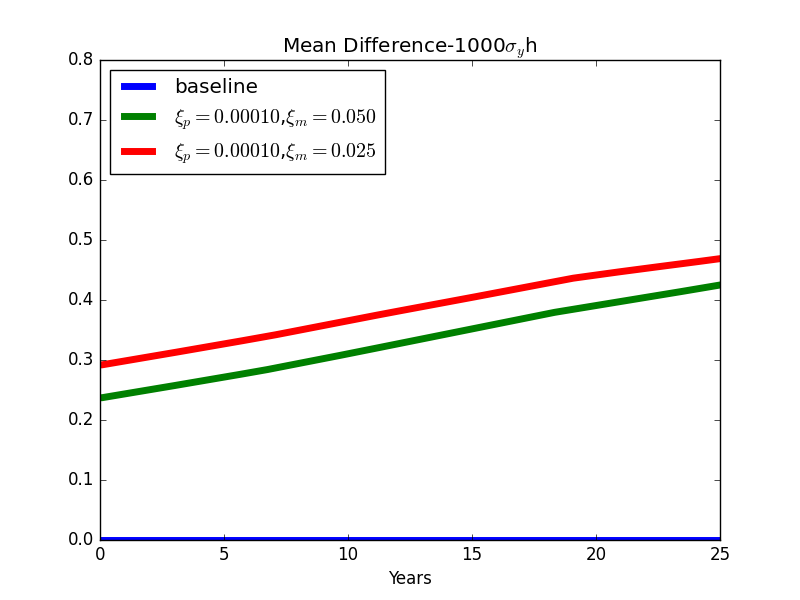 Mean Difference-1000σ_y h
0.8
0.7
0.6
0.5
0.4
0.3
0.2
0.1
0.0
baseline
ξ_p = 0.00010,ξ_m = 0.050
ξ_p = 0.00010,ξ_m = 0.025
0 5 10 15 20 25
Years